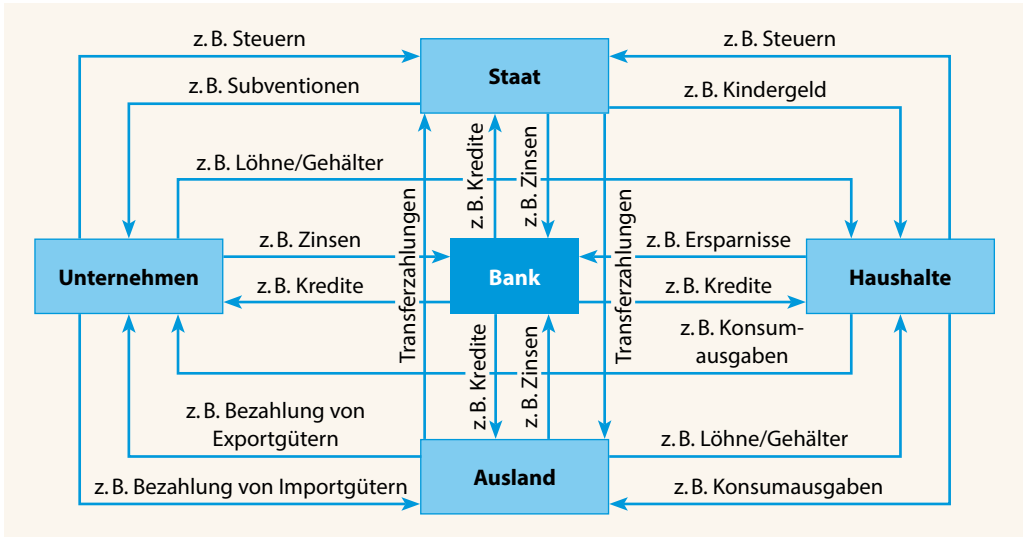 z. B. Steuern
z. B. Steuern
Staat
z. B. Subventionen
z. B. Kindergeld
z. B. Löhne/Gehälter
z. B. Kredite
z. B. Zinsen
Transferzahlungen
Transferzahlungen
z. B. Zinsen
z. B. Ersparnisse
Unternehmen
Bank
Haushalte
z. B. Kredite
z. B. Kredite
z. B. Konsum-
ausgaben
z. B. Kredite
z. B. Zinsen
z. B. Bezahlung von
Exportgütern
z. B. Löhne/Gehälter
Ausland
z. B. Bezahlung von Importgütern
z. B. Konsumausgaben